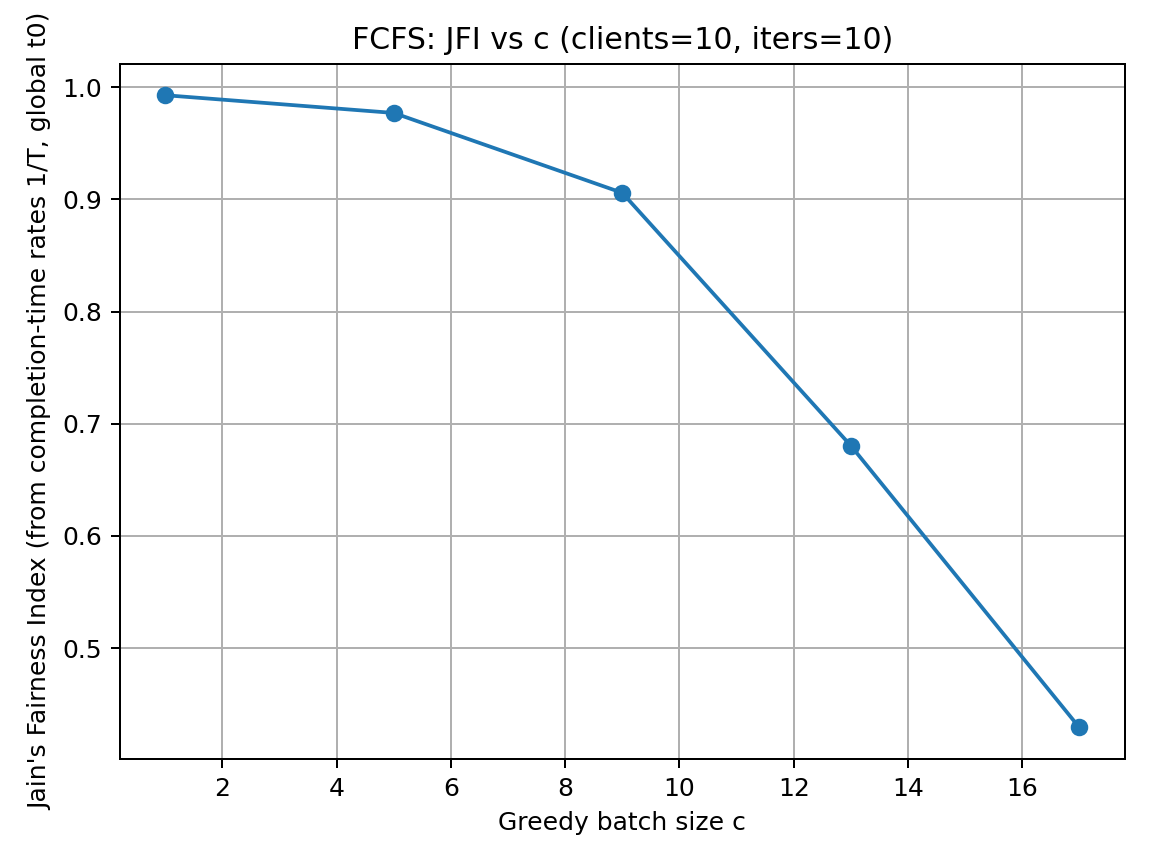 FCFS: JFI vs c (clients=10, iters=10)
Jain's Fairness Index (from completion-time rates 1/T, global t0)
1.0
0.9
0.8
0.7
0.6
0.5
2 4 6 8 10 12 14 16
Greedy batch size c